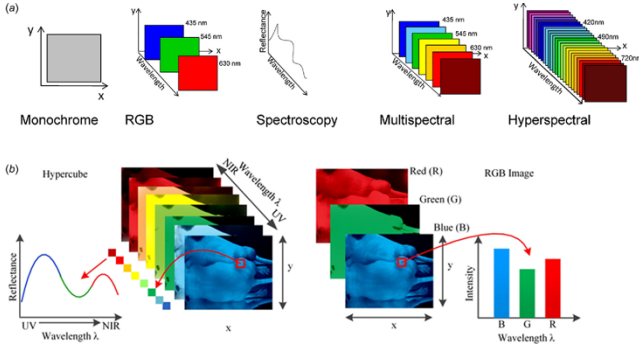 (a)
y
x
Monochrome
y
435 nm
545 nm
x
630 nm
Wavelength
RGB
Reflectance
Wavelength
Spectroscopy
y
435 nm
545 nm
x
630 nm
Wavelength
Multispectral
y
420nm
490nm
x
720nm
Wavelength
Hyperspectral
(b)
Hypercube
NIR
Wavelength λ
UV
Reflectance
UV
NIR
Wavelength λ
y
x
Red (R)
Green (G)
Blue (B)
RGB Image
y
x
Intensity
B
G
R
Wavelength λ